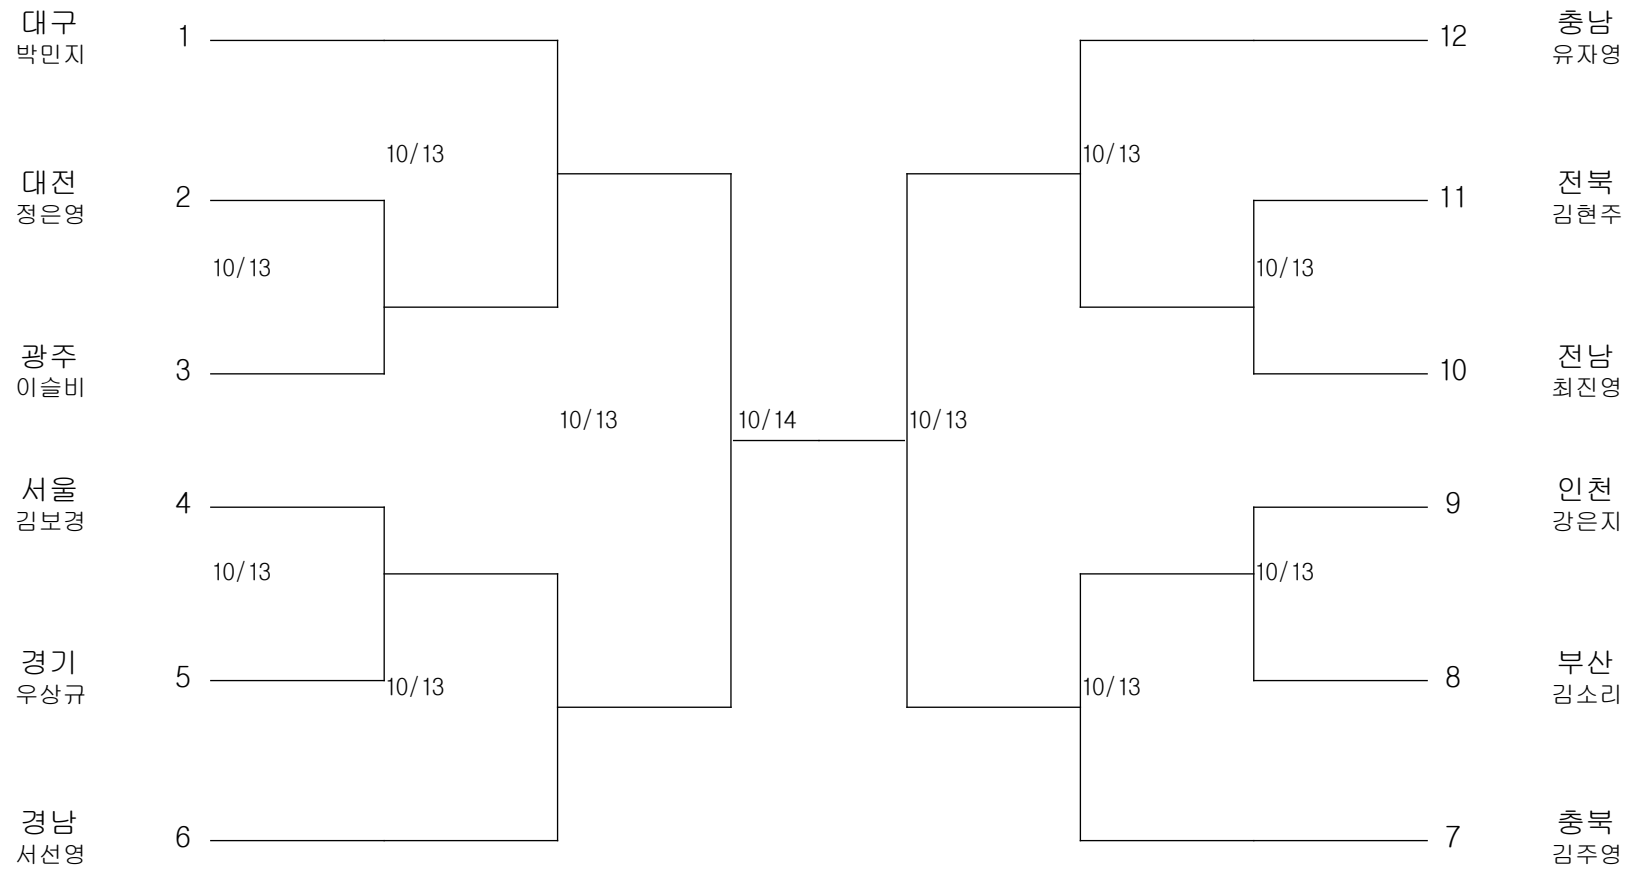 대구
박민지
1
12
충남
유자영
10/13
10/13
대전
정은영
2
11
전북
김현주
10/13
10/13
광주
이슬비
3
10
전남
최진영
10/13
10/14
10/13
서울
김보경
4
9
인천
강은지
10/13
10/13
경기
우상규
5
10/13
10/13
8
부산
김소리
경남
서선영
6
7
충북
김주영